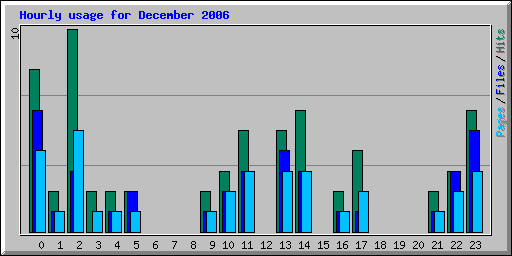 Hourly usage for December 2006
10
Pages / Files / Hits
0 1 2 3 4 5 6 7 8 9 10 11 12 13 14 15 16 17 18 19 20 21 22 23